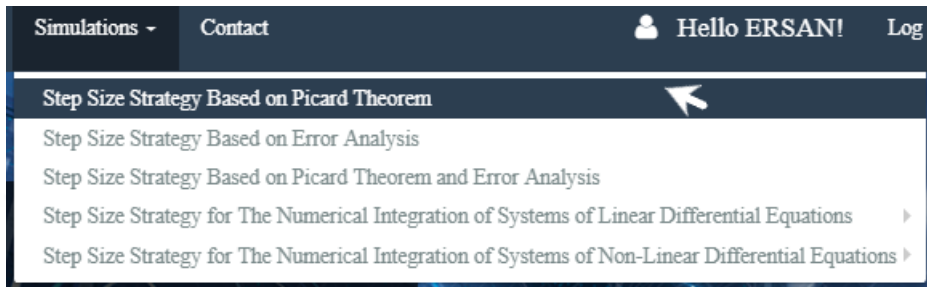 Simulations Contact Hello ERSAN! Log
Step Size Strategy Based on Picard Theorem
Step Size Strategy Based on Error Analysis
Step Size Strategy Based on Picard Theorem and Error Analysis
Step Size Strategy for The Numerical Integration of Systems of Linear Differential Equations
Step Size Strategy for The Numerical Integration of Systems of Non-Linear Differential Equations